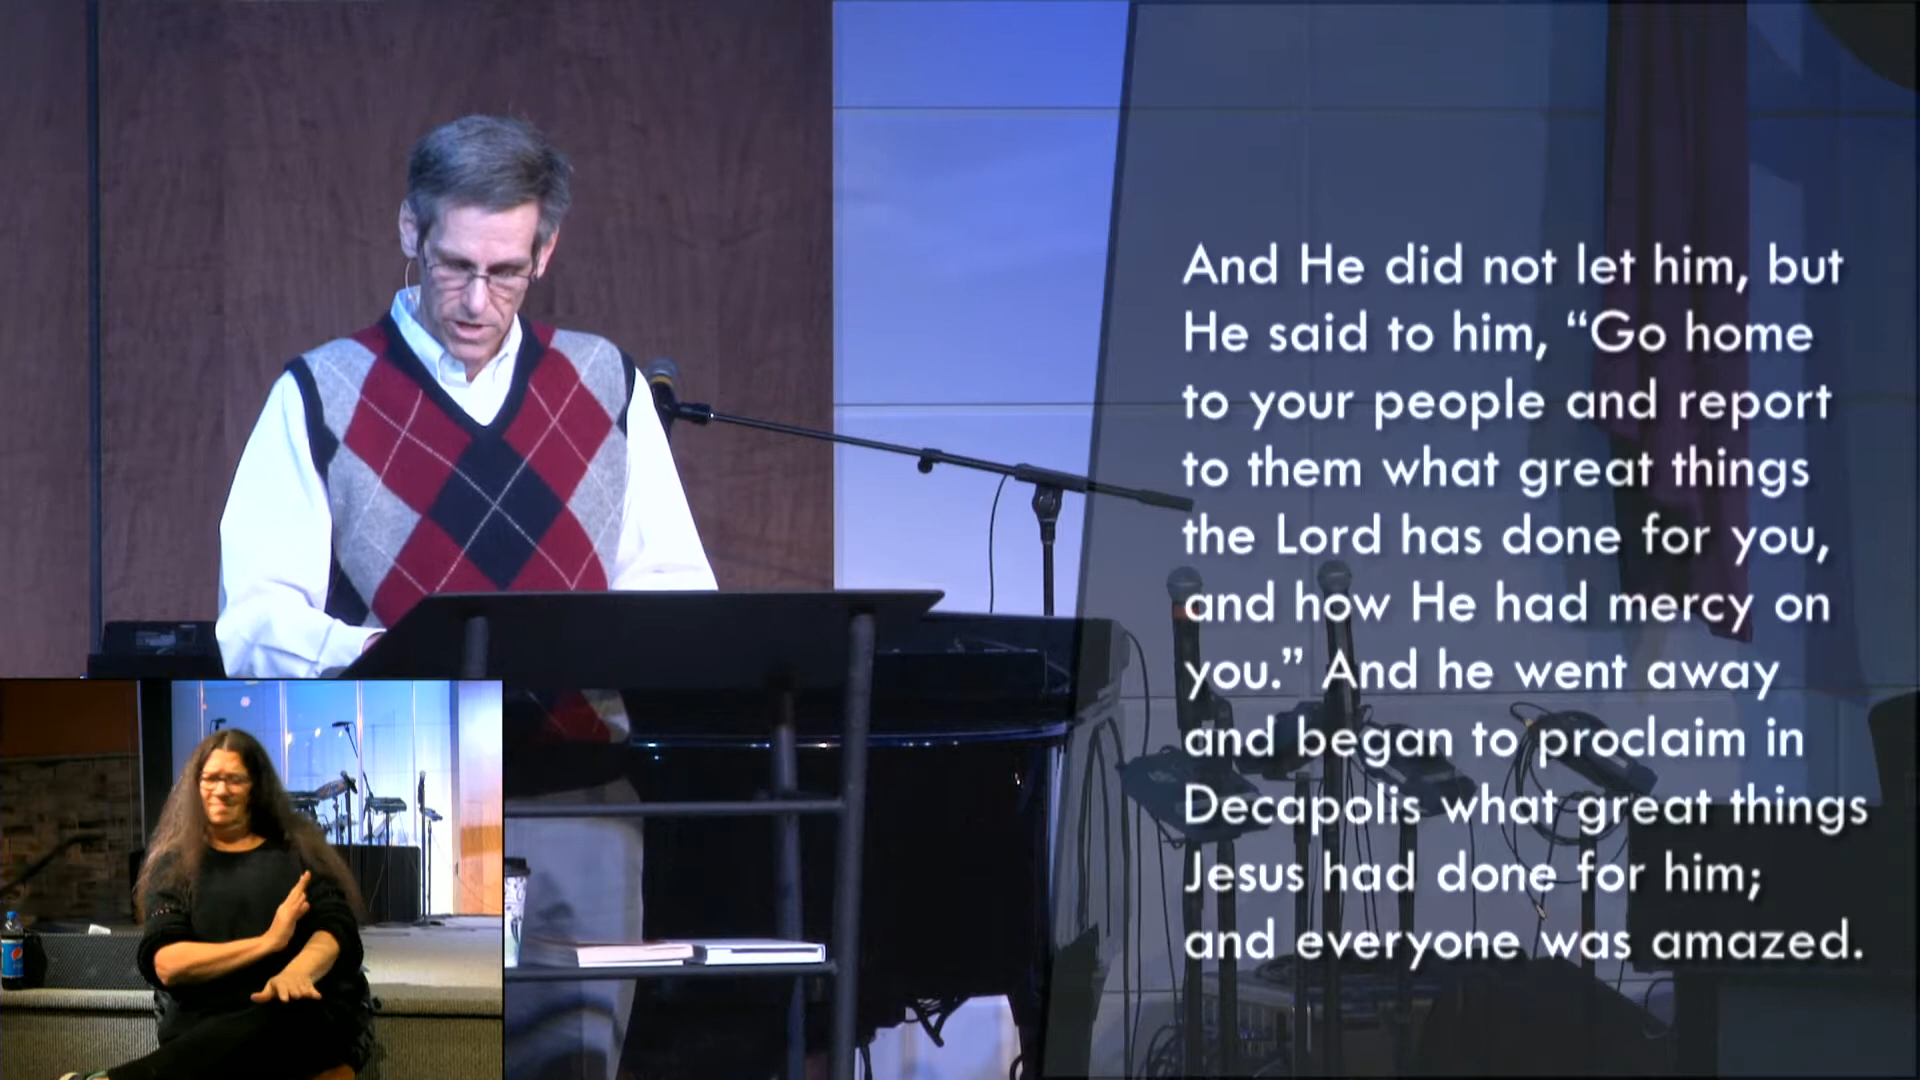 And He did not let him, but
He said to him, “Go home
to your people and report
to them what great things
the Lord has done for you,
and how He had mercy on
you.” And he went away
and began to proclaim in
Decapolis what great things
Jesus had done for him;
and everyone was amazed.